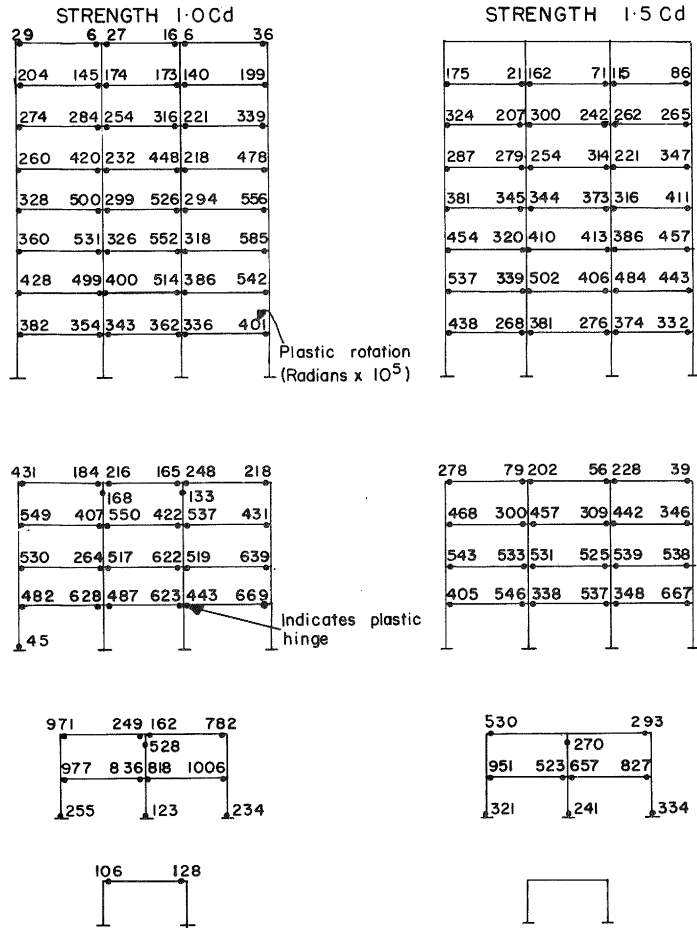 STRENGTH 1·0Cd
29 6 27 16 6 36
204 145 174 173 140 199
274 284 254 316 221 339
260 420 232 448 218 478
328 500 299 526 294 556
360 531 326 552 318 585
428 499 400 514 386 542
382 354 343 362 336 401
Plastic rotation
(Radians x 10⁵)
STRENGTH 1·5 Cd
175 21 162 71 115 86
324 207 300 242 262 265
287 279 254 314 221 347
381 345 344 373 316 411
454 320 410 413 386 457
537 339 502 406 484 443
438 268 381 276 374 332
431 184 216 165 248 218
168 133
549 407 550 422 537 431
530 264 517 622 519 639
482 628 487 623 443 669
45
Indicates plastic
hinge
278 79 202 56 228 39
468 300 457 309 442 346
543 533 531 525 539 538
405 546 338 537 348 667
971 249 162 782
528
977 836 818 1006
255 123 234
530 293
270
951 523 657 827
321 241 334
106 128